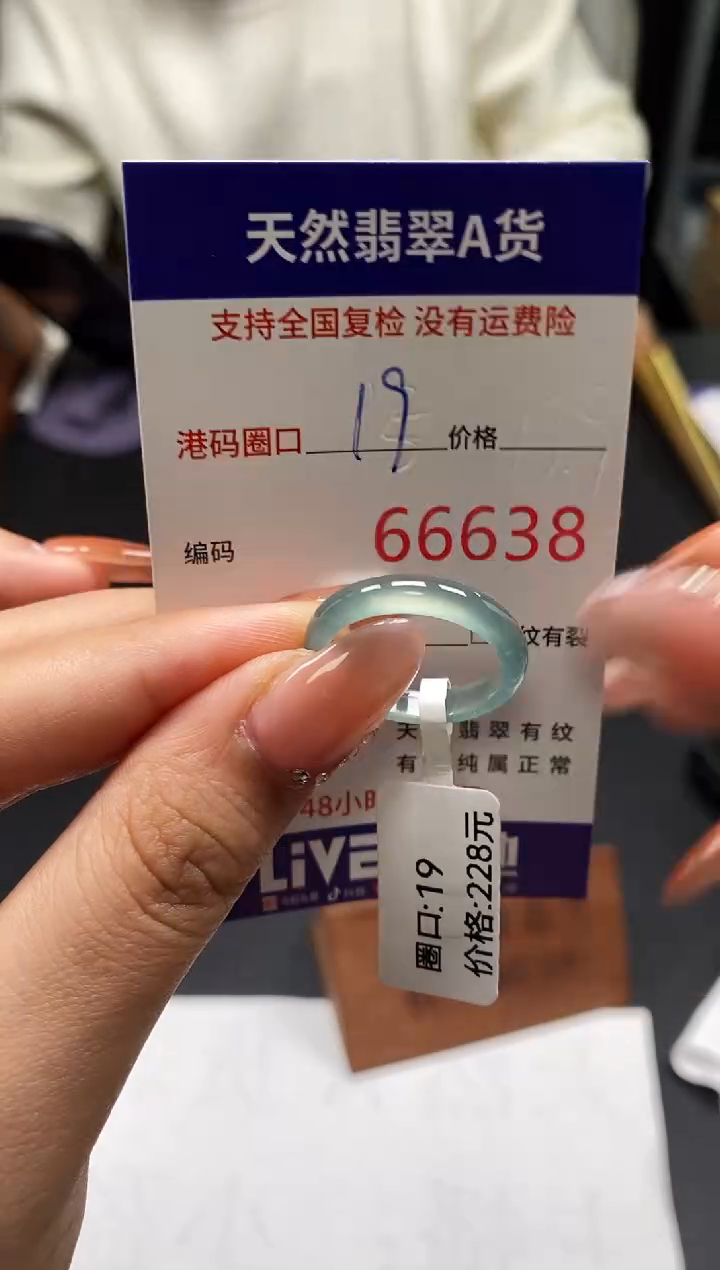 天然翡翠A货
支持全国复检 没有运费险
港码圈口 19 价格
编码 66638
纹有裂
天 翡翠有纹
有 纯属正常
48小时
LiVE
圈口:19
价格:228元